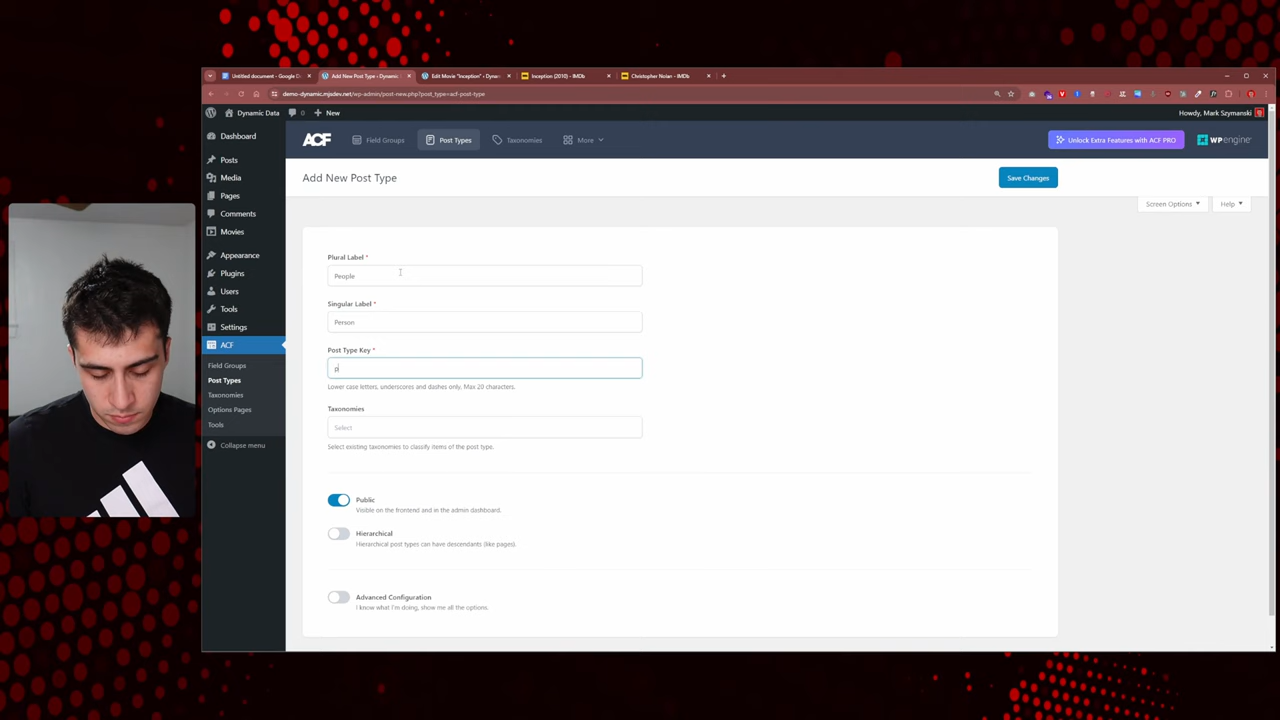 Untitled document - Google D
Add New Post Type ‹ Dynamic
Edit Movie "Inception" ‹ Dynam
Inception (2010) - IMDb
Christopher Nolan - IMDb
demo-dynamic.mjsdev.net/wp-admin/post-new.php?post_type=acf-post-type
Dynamic Data
0
New
Howdy, Mark Szymanski
Dashboard
Posts
Media
Pages
Comments
Movies
Appearance
Plugins
Users
Tools
Settings
ACF
Field Groups
Post Types
Taxonomies
Options Pages
Tools
Collapse menu
ACF
Field Groups
Post Types
Taxonomies
More
Unlock Extra Features with ACF PRO
WPengine
Add New Post Type
Save Changes
Screen Options
Help
Plural Label *
People
Singular Label *
Person
Post Type Key *
p
Lower case letters, underscores and dashes only. Max 20 characters.
Taxonomies
Select
Select existing taxonomies to classify items of the post type.
Public
Visible on the frontend and in the admin dashboard.
Hierarchical
Hierarchical post types can have descendants (like pages).
Advanced Configuration
I know what I'm doing, show me all the options.